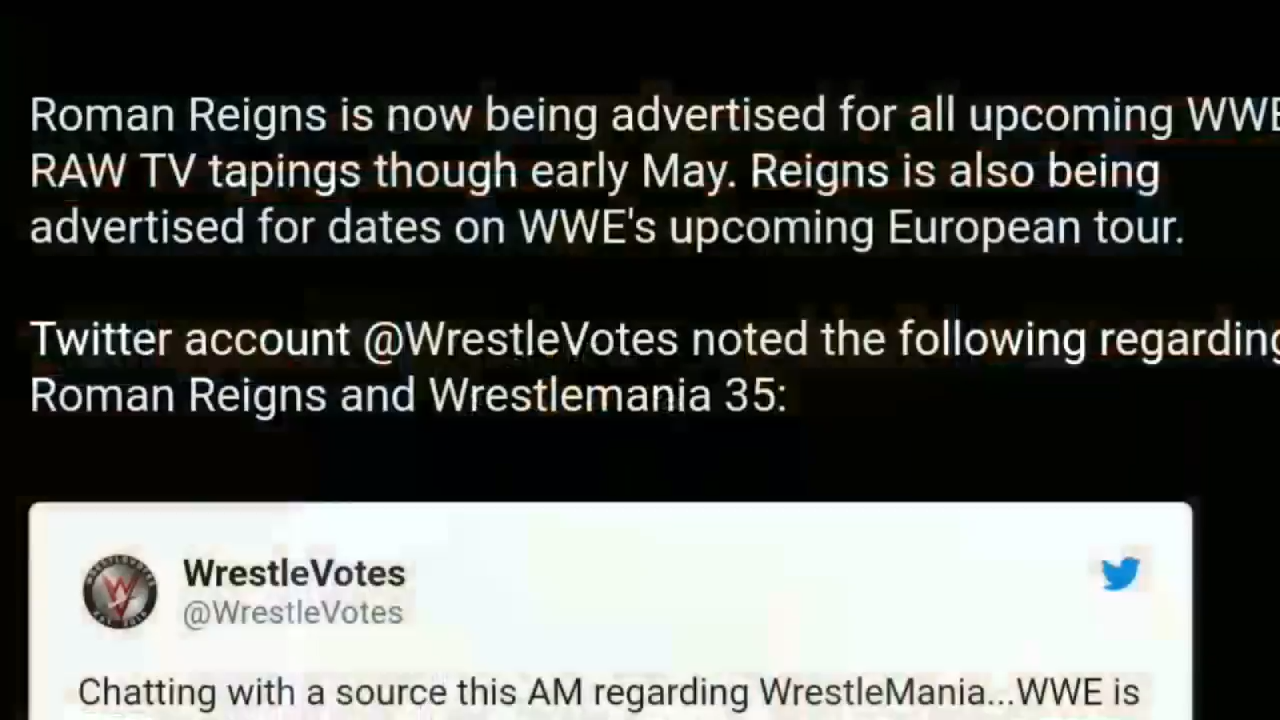 Roman Reigns is now being advertised for all upcoming WWE
RAW TV tapings though early May. Reigns is also being
advertised for dates on WWE's upcoming European tour.
Twitter account @WrestleVotes noted the following regarding
Roman Reigns and Wrestlemania 35:
WrestleVotes
@WrestleVotes
Chatting with a source this AM regarding WrestleMania...WWE is